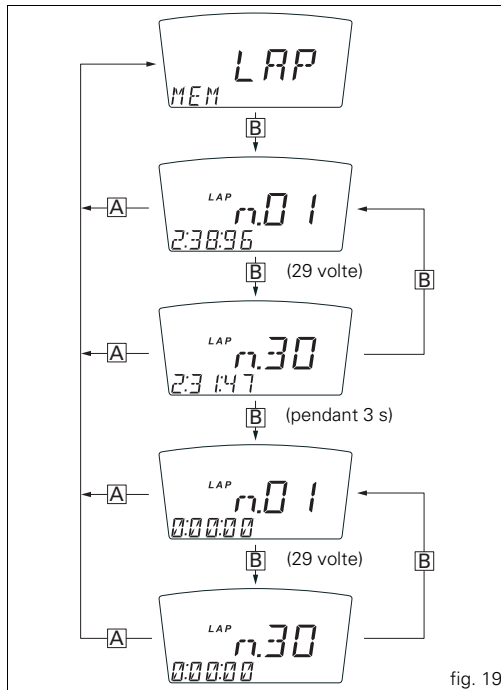 LAP
MEM
B
LAP n.01
A
2:38:96
B (29 volte)
B
LAP n.30
A
2:31:47
B (pendant 3 s)
LAP n.01
A
0:00:00
B (29 volte)
B
LAP n.30
A
0:00:00
fig. 19